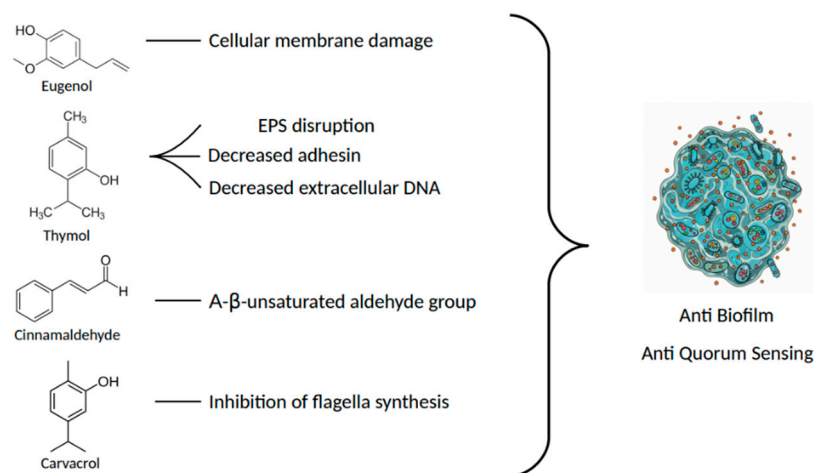 HO
O
Eugenol
Cellular membrane damage
CH₃
OH
H₃C
CH₃
Thymol
EPS disruption
Decreased adhesin
Decreased extracellular DNA
O
H
Cinnamaldehyde
A-β-unsaturated aldehyde group
OH
Carvacrol
Inhibition of flagella synthesis
Anti Biofilm
Anti Quorum Sensing